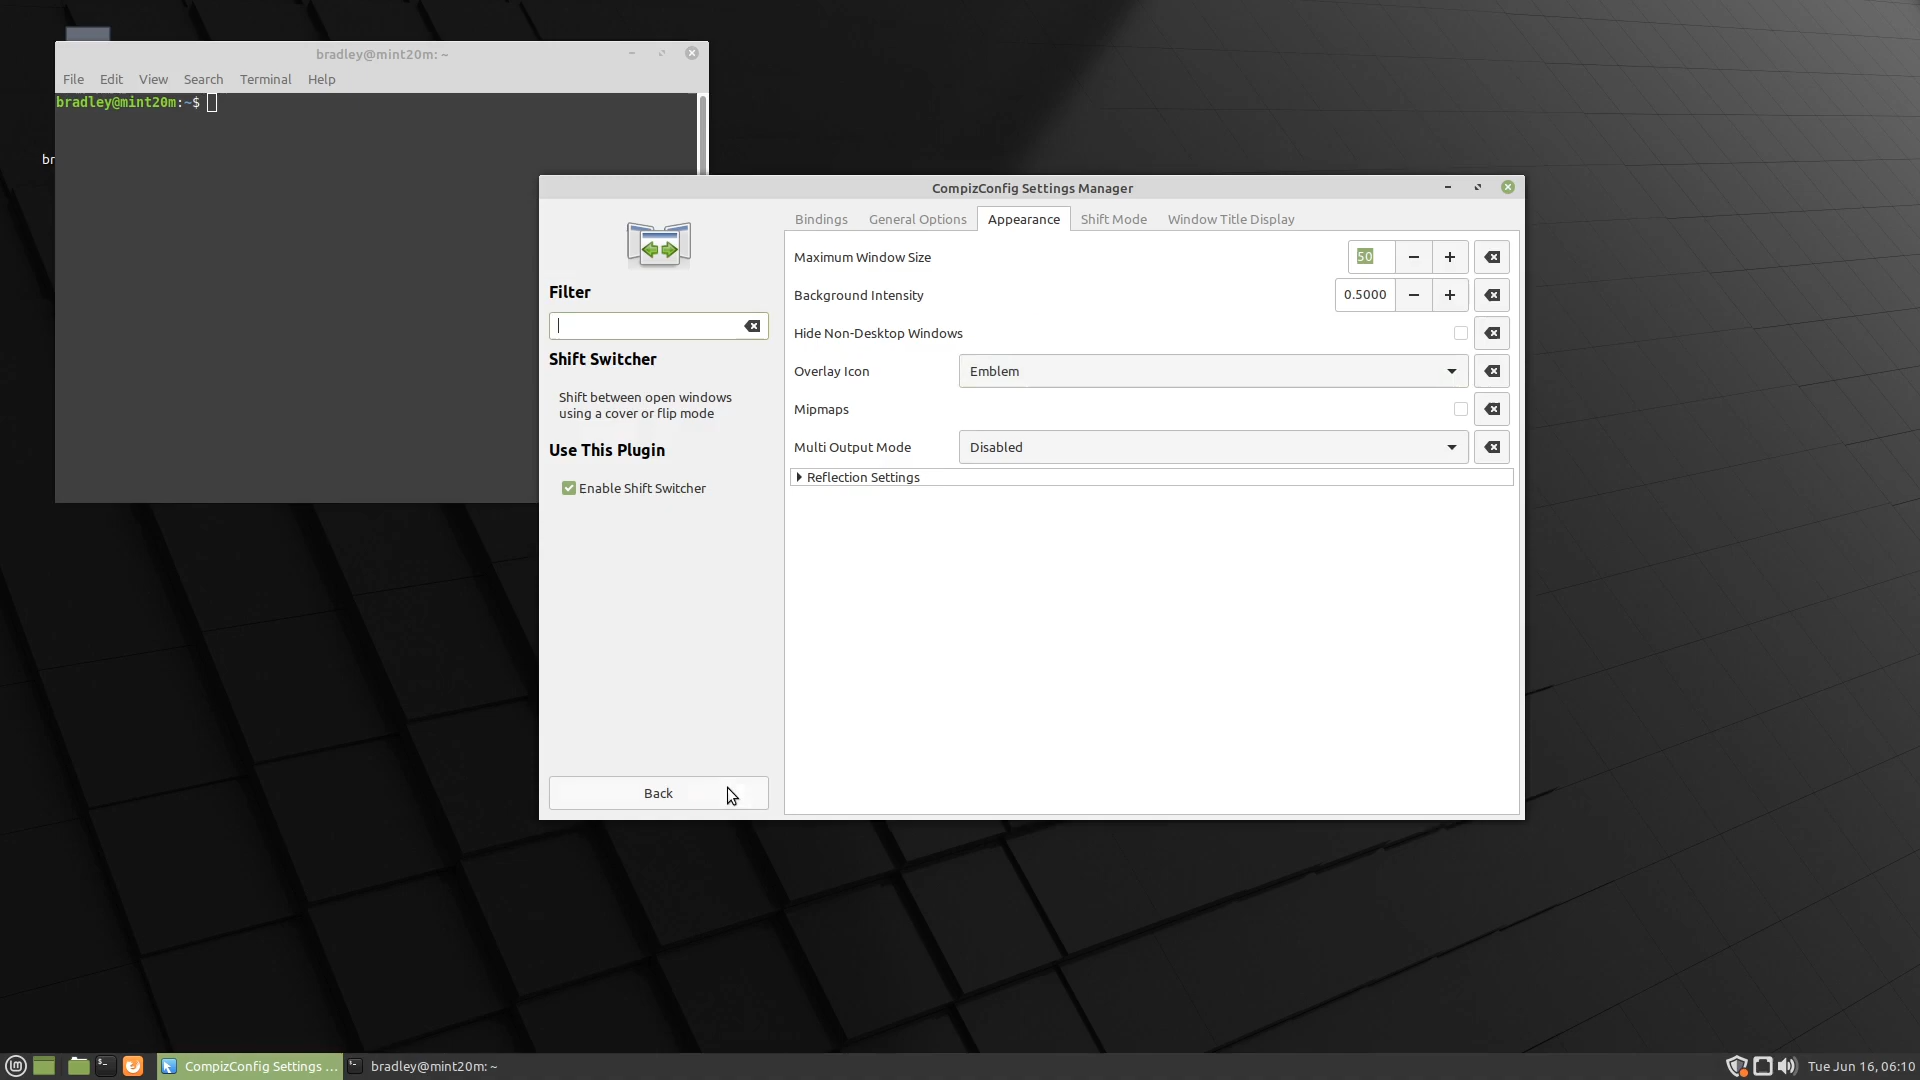 bradley@mint20m: ~
File Edit View Search Terminal Help
bradley@mint20m:~$
br
CompizConfig Settings Manager
Filter
Shift Switcher
Shift between open windows
using a cover or flip mode
Use This Plugin
Enable Shift Switcher
Back
Bindings General Options Appearance Shift Mode Window Title Display
Maximum Window Size 50
Background Intensity 0.5000
Hide Non-Desktop Windows
Overlay Icon Emblem
Mipmaps
Multi Output Mode Disabled
Reflection Settings
CompizConfig Settings ... bradley@mint20m: ~ Tue Jun 16, 06:10